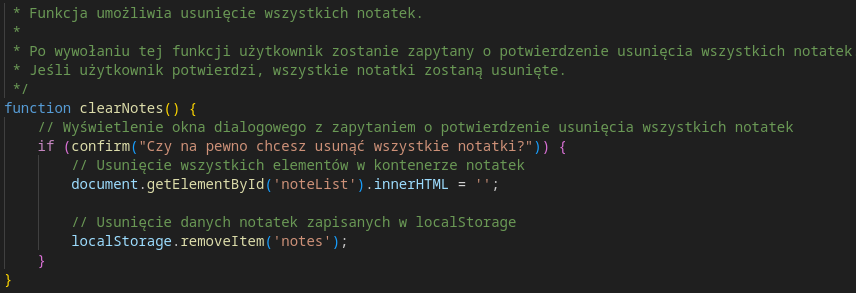 * Funkcja umożliwia usunięcie wszystkich notatek.
*
* Po wywołaniu tej funkcji użytkownik zostanie zapytany o potwierdzenie usunięcia wszystkich notatek
* Jeśli użytkownik potwierdzi, wszystkie notatki zostaną usunięte.
*/
function clearNotes() {
    // Wyświetlenie okna dialogowego z zapytaniem o potwierdzenie usunięcia wszystkich notatek
    if (confirm("Czy na pewno chcesz usunąć wszystkie notatki?")) {
        // Usunięcie wszystkich elementów w kontenerze notatek
        document.getElementById('noteList').innerHTML = '';

        // Usunięcie danych notatek zapisanych w localStorage
        localStorage.removeItem('notes');
    }
}